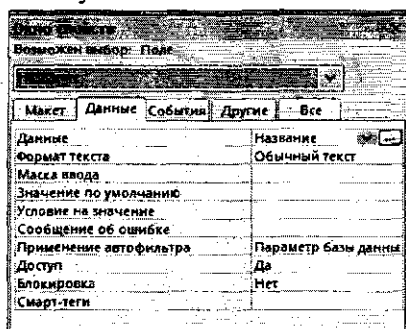 Возможен выбор: Поле
Макет Данные События Другие Все
Данные Название
Формат текста Обычный текст
Маска ввода
Значение по умолчанию
Условие на значение
Сообщение об ошибке
Применение автофильтра Параметр базы данны
Доступ Да
Блокировка Нет
Смарт-теги